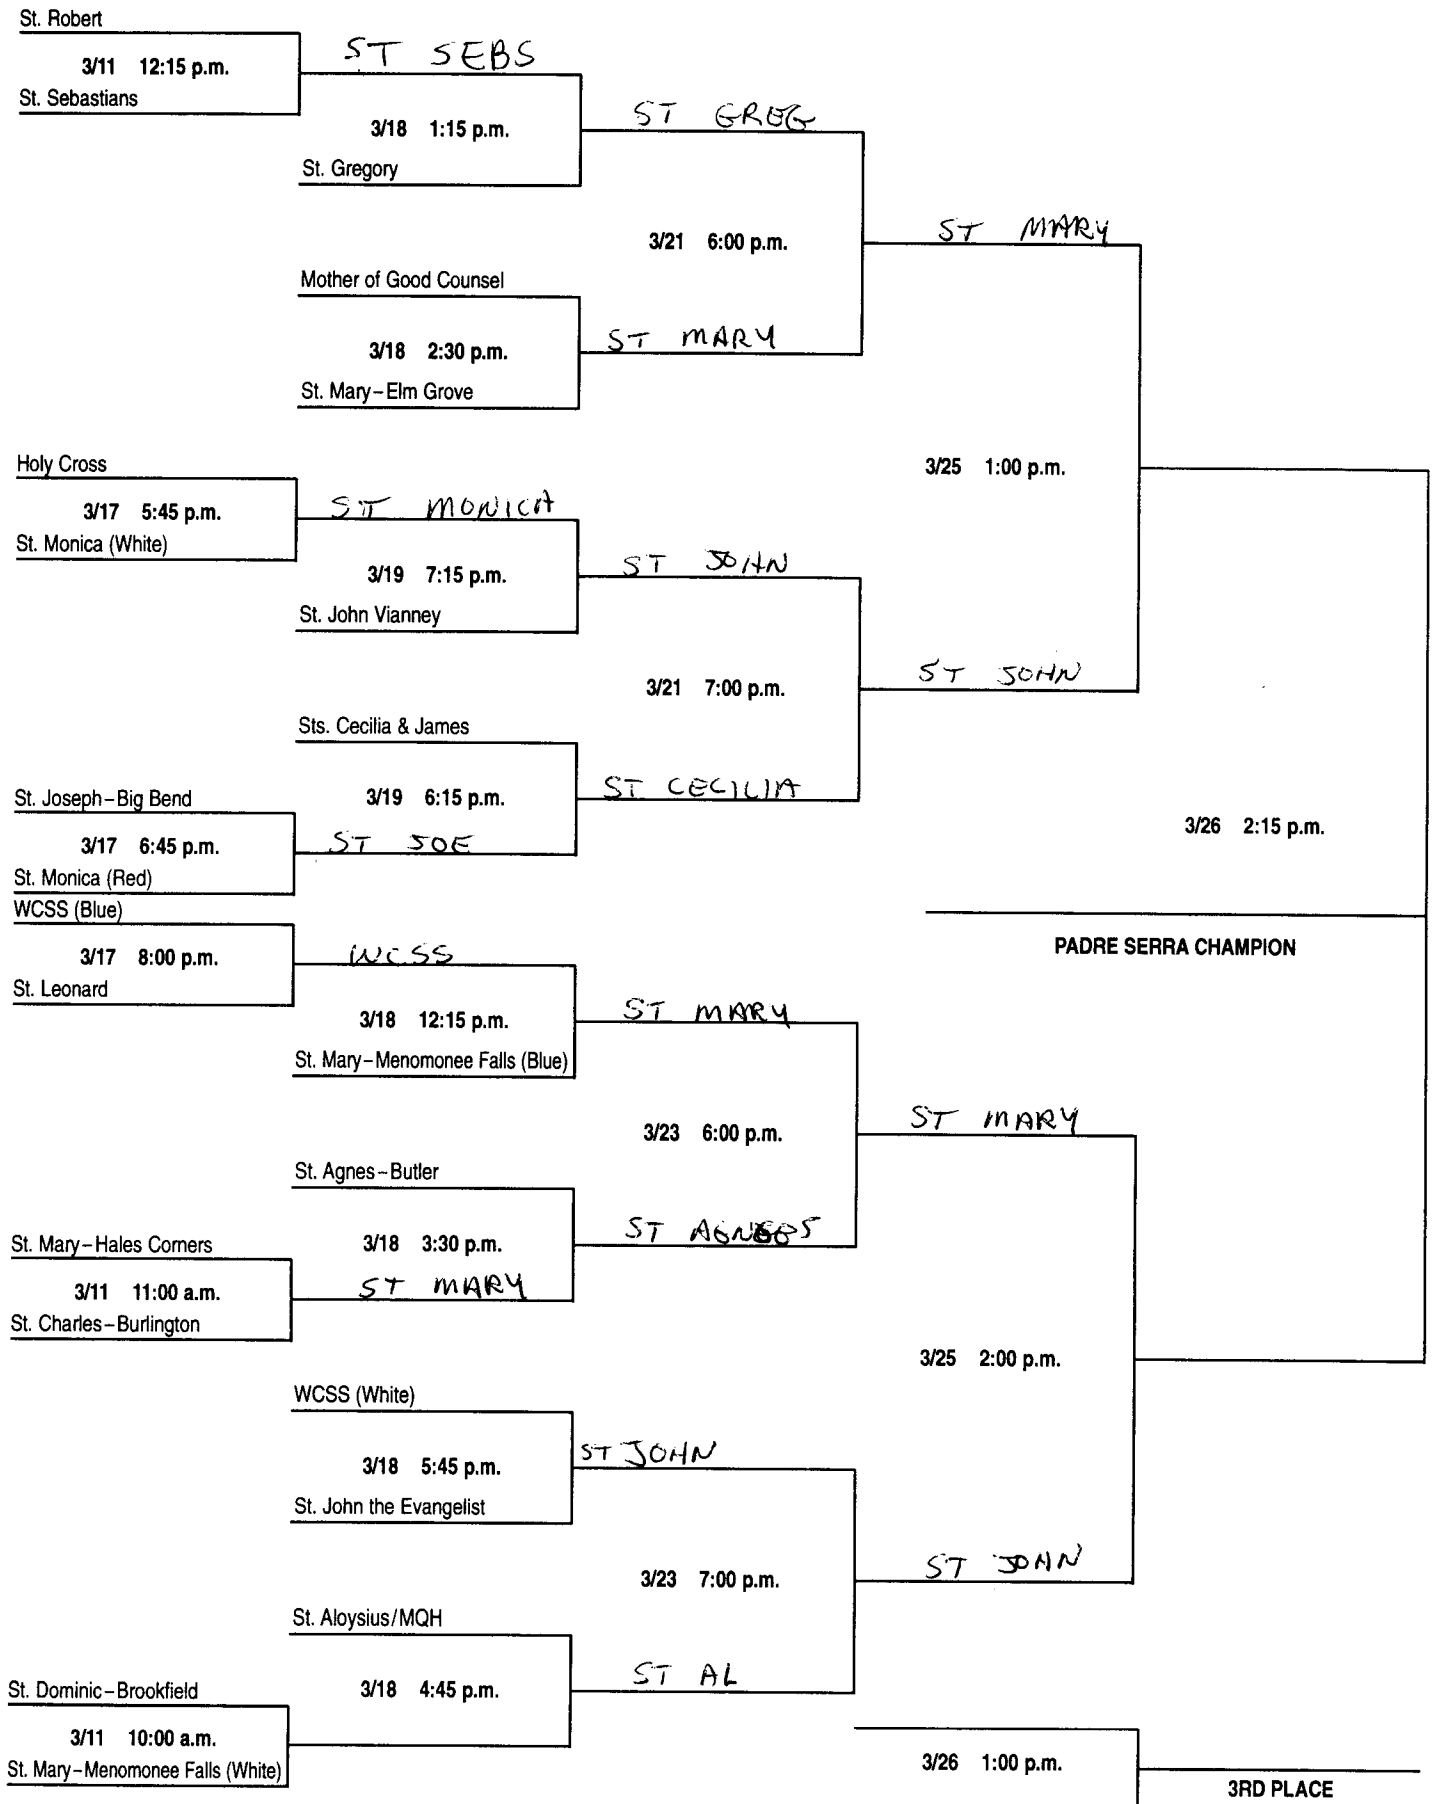 St. Robert
3/11 12:15 p.m.
St. Sebastians
ST SEBS
3/18 1:15 p.m.
St. Gregory
ST GREG
3/21 6:00 p.m.
Mother of Good Counsel
3/18 2:30 p.m.
St. Mary–Elm Grove
ST MARY
ST MARY
3/25 1:00 p.m.
Holy Cross
3/17 5:45 p.m.
St. Monica (White)
ST MONICA
3/19 7:15 p.m.
St. John Vianney
ST JOHN
3/21 7:00 p.m.
ST JOHN
Sts. Cecilia & James
3/19 6:15 p.m.
ST CECILIA
St. Joseph–Big Bend
3/17 6:45 p.m.
St. Monica (Red)
ST JOE
3/26 2:15 p.m.
PADRE SERRA CHAMPION
WCSS (Blue)
3/17 8:00 p.m.
St. Leonard
WCSS
3/18 12:15 p.m.
St. Mary–Menomonee Falls (Blue)
ST MARY
3/23 6:00 p.m.
ST MARY
St. Agnes–Butler
3/18 3:30 p.m.
ST
St. Mary–Hales Corners
3/11 11:00 a.m.
St. Charles–Burlington
ST MARY
3/25 2:00 p.m.
WCSS (White)
3/18 5:45 p.m.
St. John the Evangelist
ST JOHN
3/23 7:00 p.m.
ST JOHN
St. Aloysius/MQH
3/18 4:45 p.m.
ST AL
St. Dominic–Brookfield
3/11 10:00 a.m.
St. Mary–Menomonee Falls (White)
3/26 1:00 p.m.
3RD PLACE